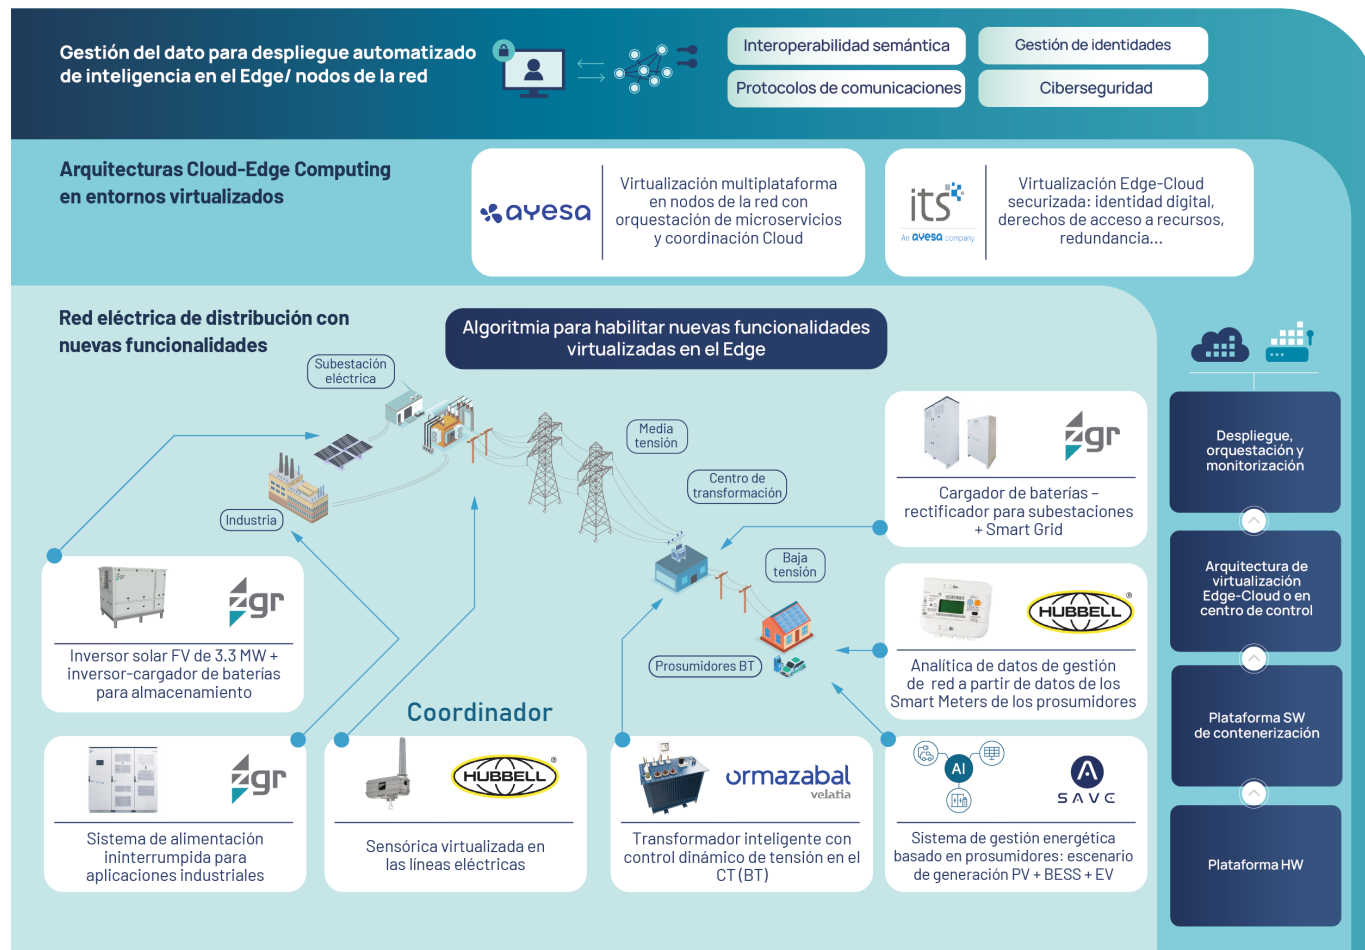 Gestión del dato para despliegue automatizado
de inteligencia en el Edge/ nodos de la red
Interoperabilidad semántica
Gestión de identidades
Protocolos de comunicaciones
Ciberseguridad
Arquitecturas Cloud-Edge Computing
en entornos virtualizados
ayesa
Virtualización multiplataforma
en nodos de la red con
orquestación de microservicios
y coordinación Cloud
its
An ayesa company
Virtualización Edge-Cloud
securizada: identidad digital,
derechos de acceso a recursos,
redundancia...
Red eléctrica de distribución con
nuevas funcionalidades
Algoritmia para habilitar nuevas funcionalidades
virtualizadas en el Edge
Subestación
eléctrica
Media
tensión
Centro de
transformación
Industría
Baja
tensión
Prosumidores BT
zgr
Cargador de baterías –
rectificador para subestaciones
+ Smart Grid
zgr
Inversor solar FV de 3.3 MW +
inversor-cargador de baterías
para almacenamiento
HUBBELL
®
Analítica de datos de gestión
de red a partir de datos de los
Smart Meters de los prosumidores
Coordinador
zgr
Sistema de alimentación
ininterrumpida para
aplicaciones industriales
HUBBELL
®
Sensórica virtualizada en
las líneas eléctricas
ormazabal
velatia
Transformador inteligente con
control dinámico de tensión en el
CT (BT)
AI
SAVE
Sistema de gestión energética
basado en prosumidores: escenario
de generación PV + BESS + EV
Despliegue,
orquestación y
monitorización
Arquitectura de
virtualización
Edge-Cloud o en
centro de control
Plataforma SW
de contenerización
Plataforma HW